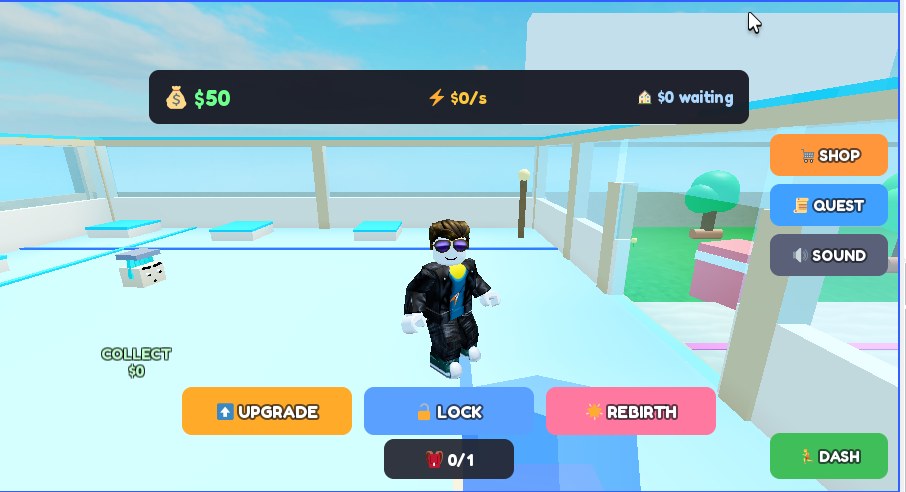 $50
$0/s
$0 waiting
SHOP
QUEST
SOUND
COLLECT
$0
UPGRADE
LOCK
REBIRTH
0/1
DASH